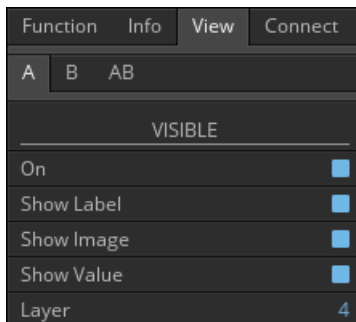 Function Info View Connect
A B AB
VISIBLE
On
Show Label
Show Image
Show Value
Layer 4